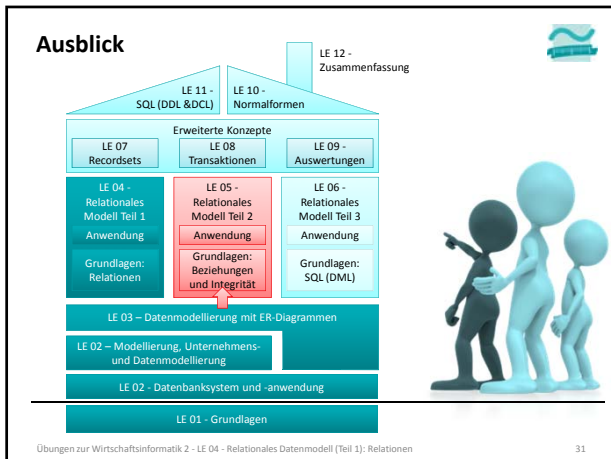 Ausblick
LE 12 -
Zusammenfassung
LE 11 -
SQL (DDL &DCL)
LE 10 -
Normalformen
Erweiterte Konzepte
LE 07
Recordsets
LE 08
Transaktionen
LE 09 -
Auswertungen
LE 04 -
Relationales
Modell Teil 1
Anwendung
Grundlagen:
Relationen
LE 05 -
Relationales
Modell Teil 2
Anwendung
Grundlagen:
Beziehungen
und Integrität
LE 06 -
Relationales
Modell Teil 3
Anwendung
Grundlagen:
SQL (DML)
LE 03 – Datenmodellierung mit ER-Diagrammen
LE 02 – Modellierung, Unternehmens-
und Datenmodellierung
LE 02 - Datenbanksystem und -anwendung
LE 01 - Grundlagen
Übungen zur Wirtschaftsinformatik 2 - LE 04 - Relationales Datenmodell (Teil 1): Relationen
31